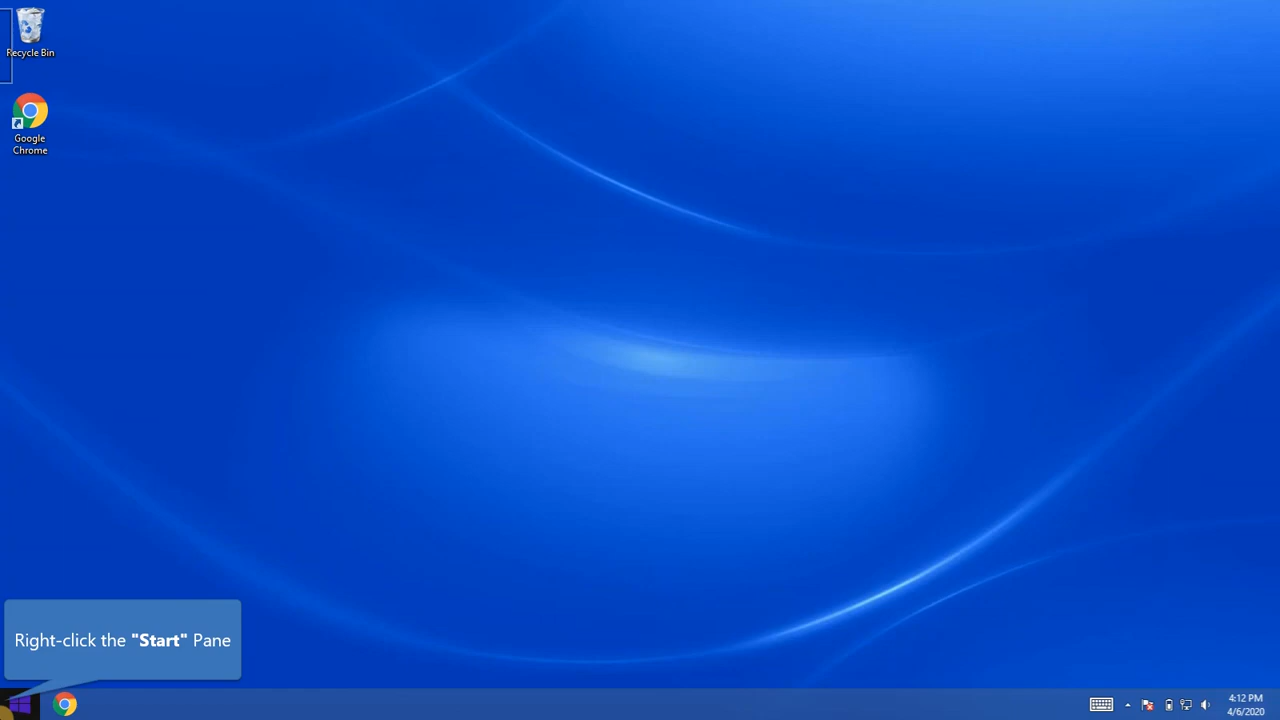 Recycle Bin
Google
Chrome
Right-click the "Start" Pane
4:12 PM
4/6/2020